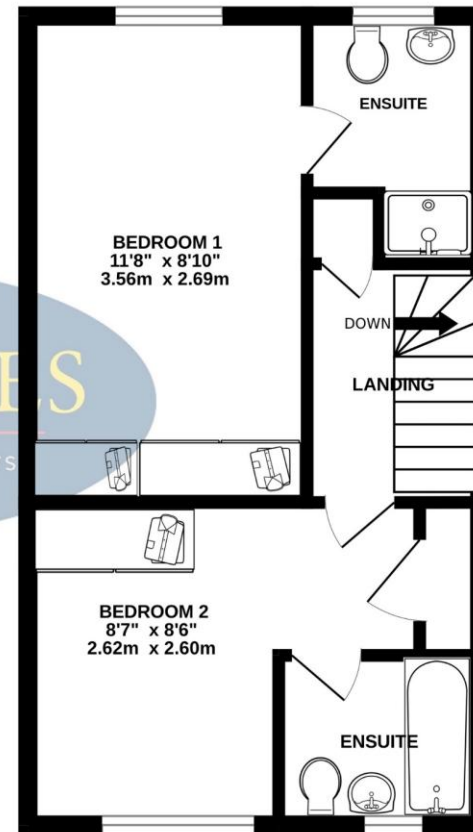 ENSUITE
BEDROOM 1
11'8" x 8'10"
3.56m x 2.69m
DOWN
LANDING
BEDROOM 2
8'7" x 8'6"
2.62m x 2.60m
ENSUITE